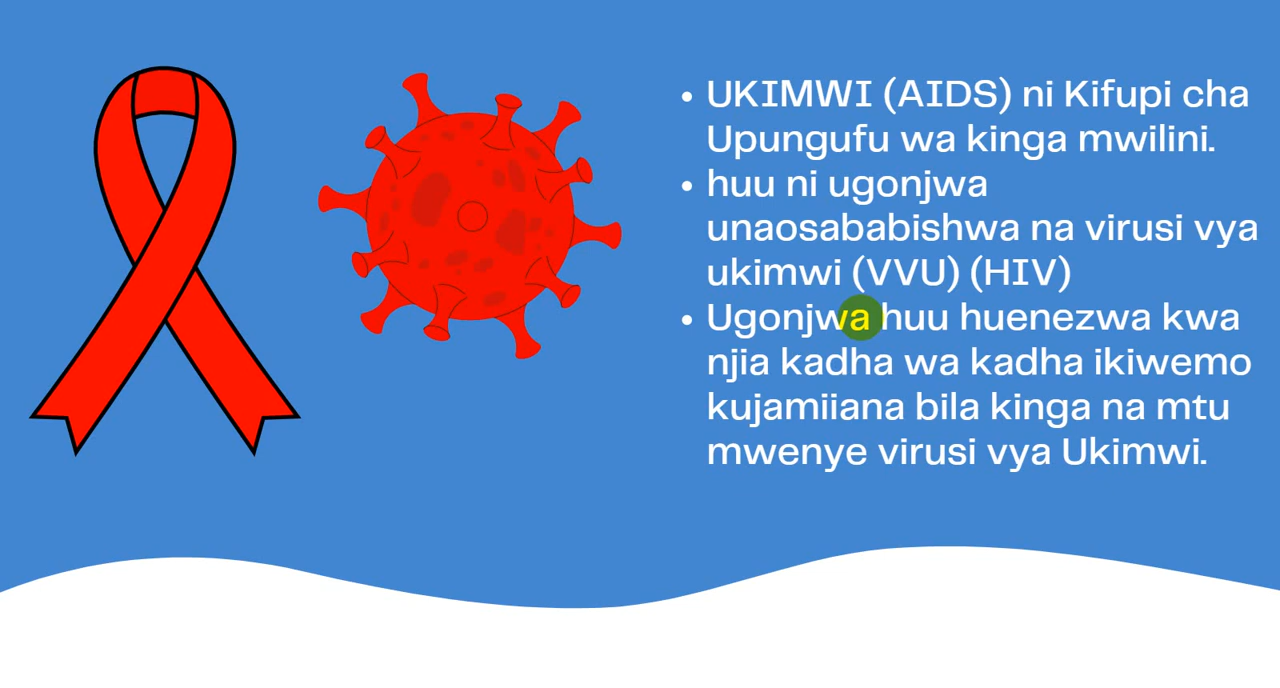 • UKIMWI (AIDS) ni Kifupi cha
Upungufu wa kinga mwilini.
• huu ni ugonjwa
unaosababishwa na virusi vya
ukimwi (VVU) (HIV)
• Ugonjwa huu huenezwa kwa
njia kadha wa kadha ikiwemo
kujamiiana bila kinga na mtu
mwenye virusi vya Ukimwi.